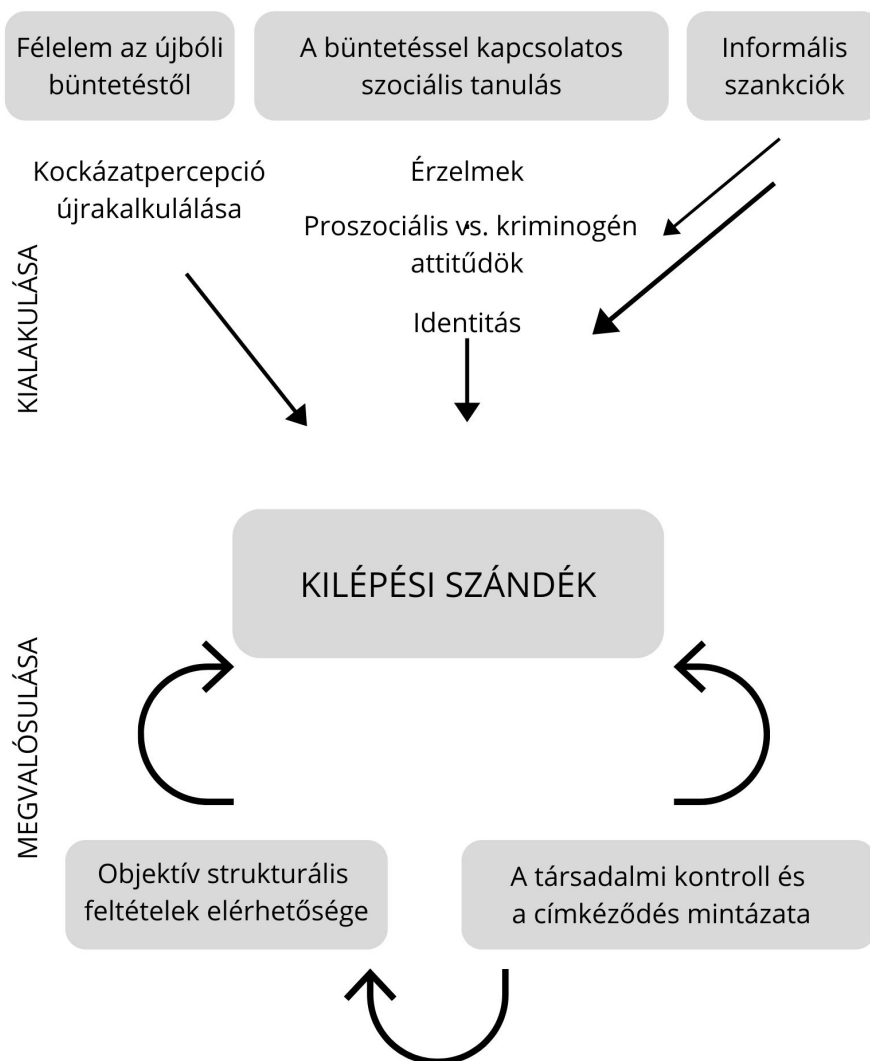 Félelem az újbóli
büntetéstől
A büntetéssel kapcsolatos
szociális tanulás
Informális
szankciók
Kockázatpercepció
újrakalkulálása
Érzelmek
Proszociális vs. kriminogén
attitűdök
Identitás
KIALAKULÁSA
KILÉPÉSI SZÁNDÉK
MEGVALÓSULÁSA
Objektív strukturális
feltételek elérhetősége
A társadalmi kontroll és
a címkéződés mintázata